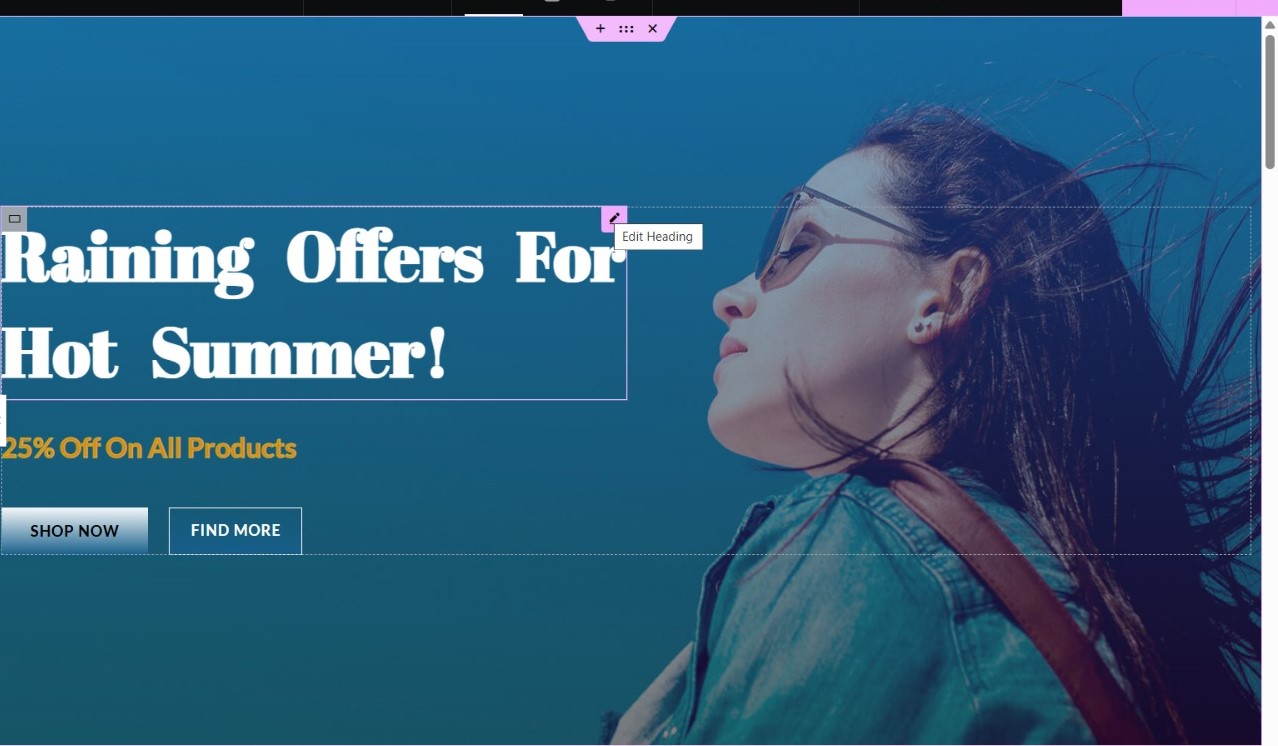 Edit Heading
Raining Offers For
Hot Summer!
25% Off On All Products
SHOP NOW
FIND MORE